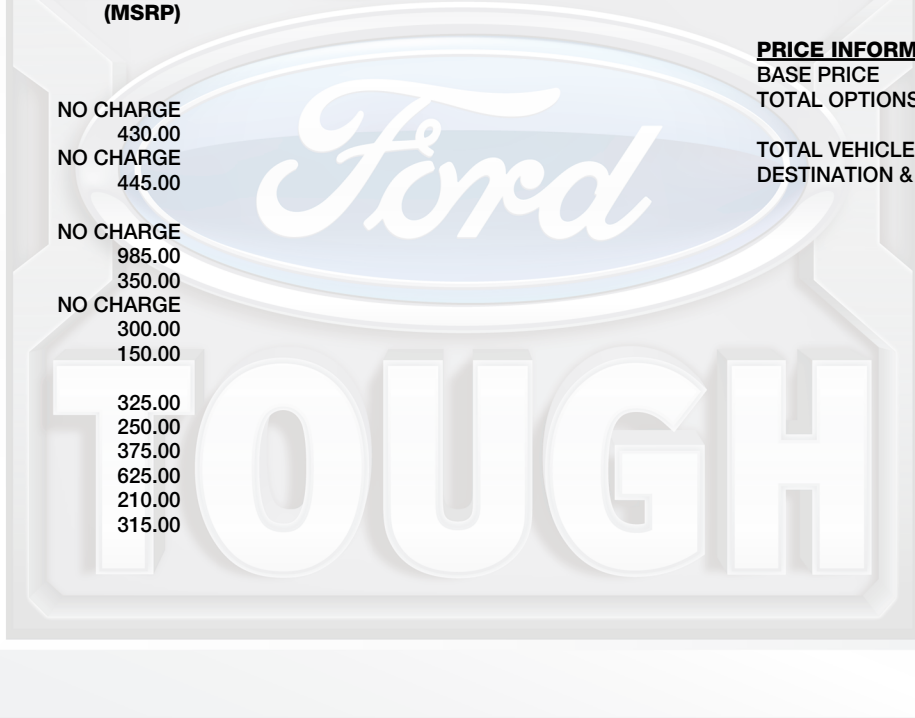 (MSRP)
NO CHARGE
430.00
NO CHARGE
445.00
NO CHARGE
985.00
350.00
NO CHARGE
300.00
150.00
325.00
250.00
375.00
625.00
210.00
315.00
PRICE INFORM
BASE PRICE
TOTAL OPTIONS
TOTAL VEHICLE
DESTINATION &
Ford
TOUGH